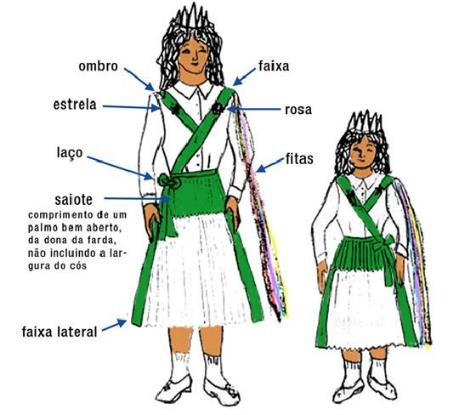 ombro
faixa
estrela
rosa
laço
fitas
saiote
comprimento de um
palmo bem aberto,
da dona da farda,
não incluindo a lar-
gura do cós
faixa lateral